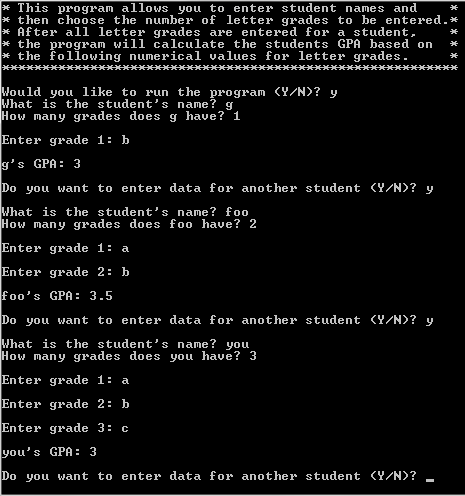 * This program allows you to enter student names and *
* then choose the number of letter grades to be entered.*
* After all letter grades are entered for a student, *
* the program will calculate the students GPA based on *
* the following numerical values for letter grades. *
*********************************************************
Would you like to run the program (Y/N)? y
What is the student's name? g
How many grades does g have? 1
Enter grade 1: b
g's GPA: 3
Do you want to enter data for another student (Y/N)? y
What is the student's name? foo
How many grades does foo have? 2
Enter grade 1: a
Enter grade 2: b
foo's GPA: 3.5
Do you want to enter data for another student (Y/N)? y
What is the student's name? you
How many grades does you have? 3
Enter grade 1: a
Enter grade 2: b
Enter grade 3: c
you's GPA: 3
Do you want to enter data for another student (Y/N)? _